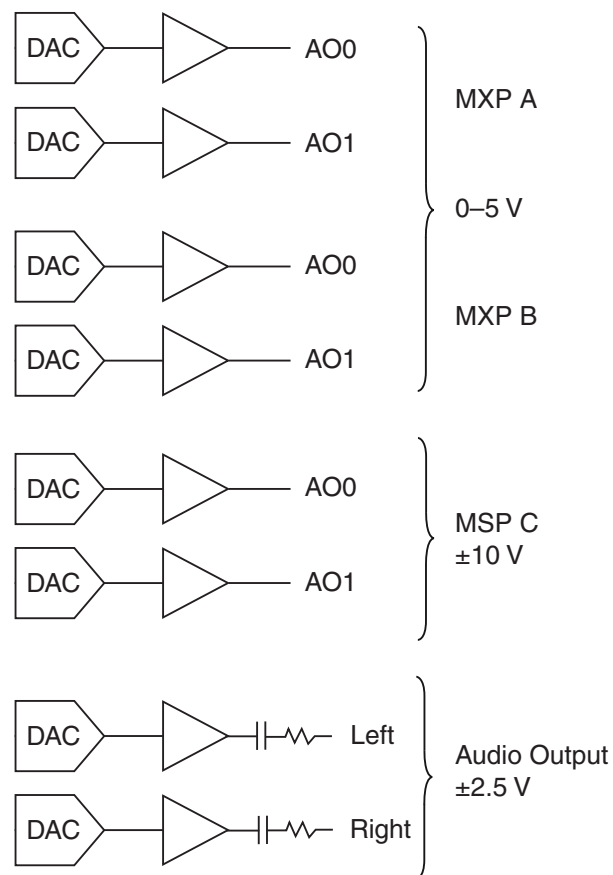 DAC AO0
DAC AO1
MXP A
0–5 V
DAC AO0
MXP B
DAC AO1
DAC AO0
MSP C
±10 V
DAC AO1
DAC Left
Audio Output
±2.5 V
DAC Right